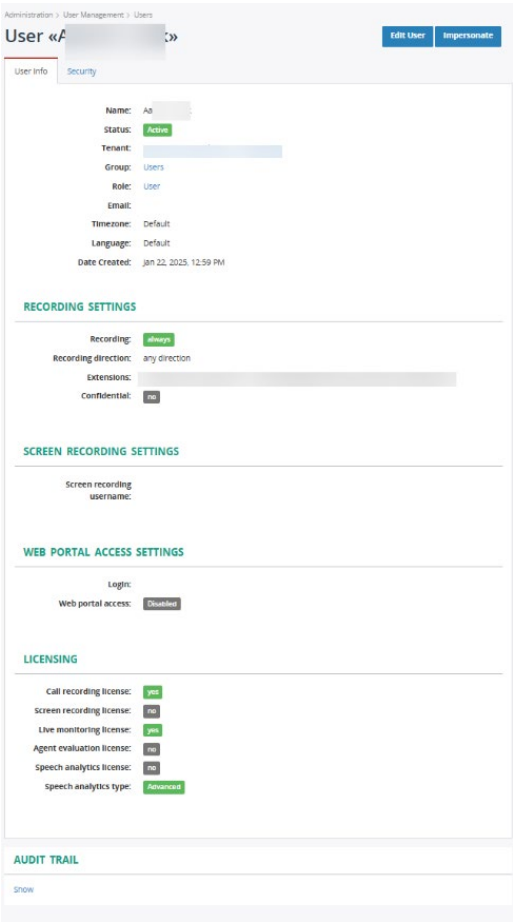 Administration > User Management > Users
User «A k»
Edit User Impersonate
User Info Security
Name: Aa
Status: Active
Tenant:
Group: Users
Role: User
Email:
Timezone: Default
Language: Default
Date Created: Jan 22, 2025, 12:59 PM
RECORDING SETTINGS
Recording: always
Recording direction: any direction
Extensions:
Confidential: no
SCREEN RECORDING SETTINGS
Screen recording
username:
WEB PORTAL ACCESS SETTINGS
Login:
Web portal access: Disabled
LICENSING
Call recording license: yes
Screen recording license: no
Live monitoring license: yes
Agent evaluation license: no
Speech analytics license: no
Speech analytics type: Advanced
AUDIT TRAIL
Show